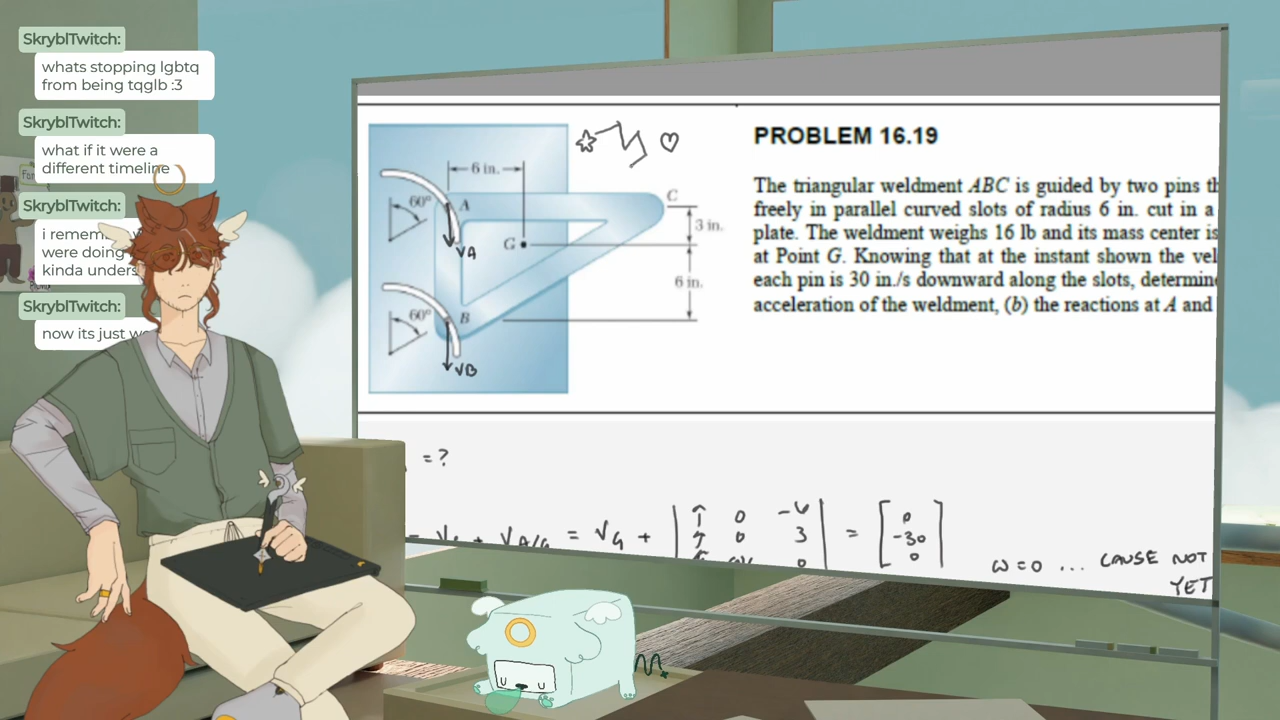 SkryblTwitch:
whats stopping lgbtq
from being tqglb :3
SkryblTwitch:
what if it were a
different timeline
SkryblTwitch:
were doing
kinda
SkryblTwitch:
now its just
6 in.
60°
A
C
VA
G
3 in.
6 in.
60°
B
VB
PROBLEM 16.19
The triangular weldment ABC is guided by two pins
freely in parallel curved slots of radius 6 in. cut in a
plate. The weldment weighs 16 lb and its mass center is
at Point G. Knowing that at the instant shown the
each pin is 30 in./s downward along the slots,
acceleration of the weldment, (b) the reactions at A and
= ?
VA/G = VG +
0 -6
0 3
0
=
0
-30
0
ω = 0 ... CAUSE NOT
YET